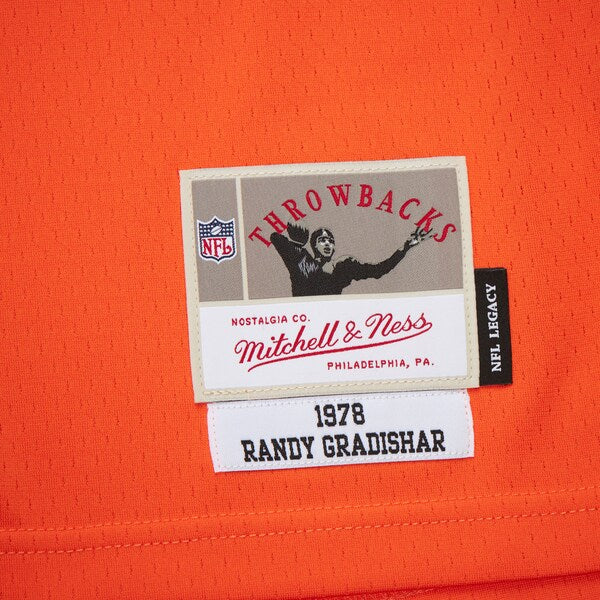 THROWBACKS
NFL
NOSTALGIA CO.
Mitchell & Ness
PHILADELPHIA, PA.
NFL LEGACY
1978
RANDY GRADISHAR